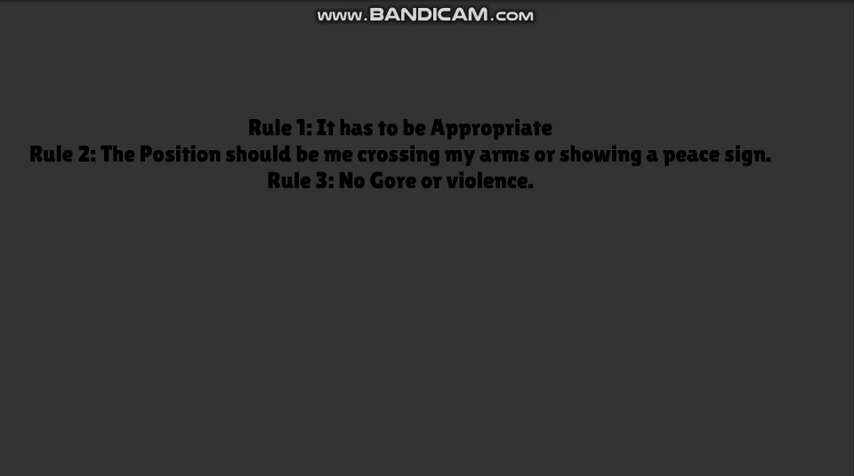 www.BANDICAM.com
Rule 1: It has to be Appropriate
Rule 2: The Position should be me crossing my arms or showing a peace sign.
Rule 3: No Gore or violence.